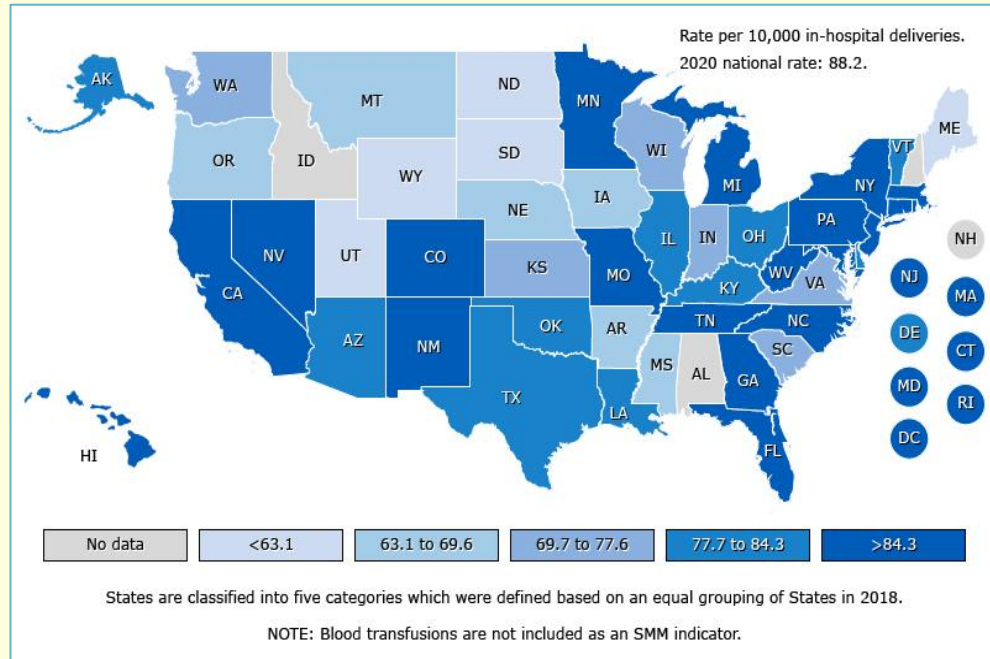 Rate per 10,000 in-hospital deliveries.
2020 national rate: 88.2.
AK
WA
MT
ND
MN
ME
VT
OR
ID
SD
WI
MI
NY
WY
NE
IA
PA
NH
NV
UT
CO
KS
MO
IL
IN
OH
WV
VA
KY
NJ
MA
CA
AZ
NM
OK
AR
TN
NC
DE
CT
TX
LA
MS
AL
GA
SC
MD
RI
FL
DC
HI
No data
<63.1
63.1 to 69.6
69.7 to 77.6
77.7 to 84.3
>84.3
States are classified into five categories which were defined based on an equal grouping of States in 2018.
NOTE: Blood transfusions are not included as an SMM indicator.